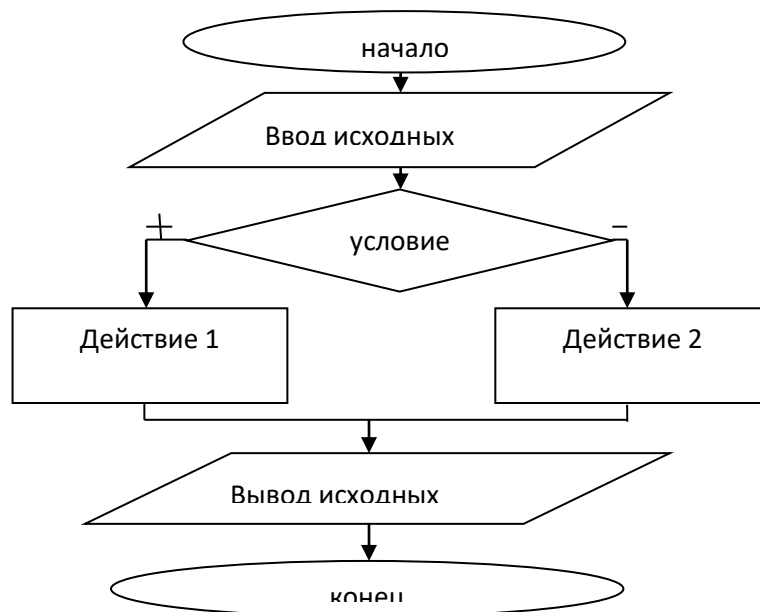 начало
Ввод исходных
+
-
условие
Действие 1
Действие 2
Вывод исходных
конец